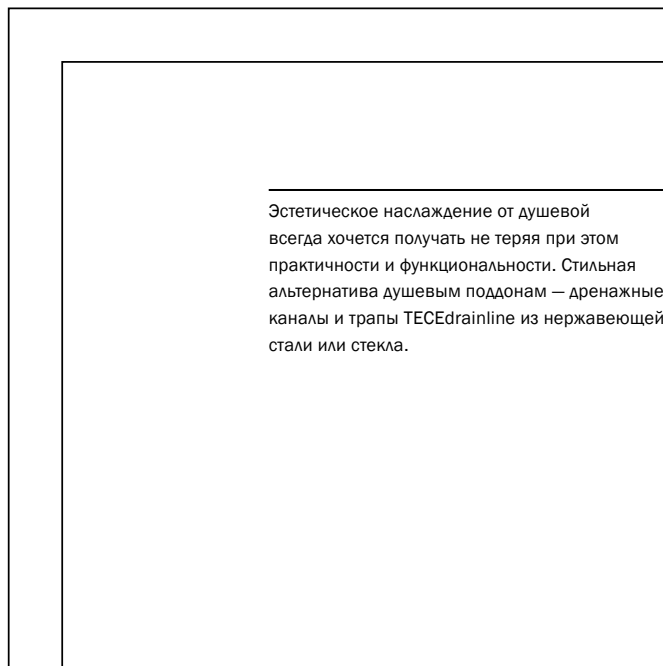 Эстетическое наслаждение от душевой
всегда хочется получать не теряя при этом
практичности и функциональности. Стильная
альтернатива душевым поддонам — дренажные
каналы и трапы TECEdrainline из нержавеющей
стали или стекла.